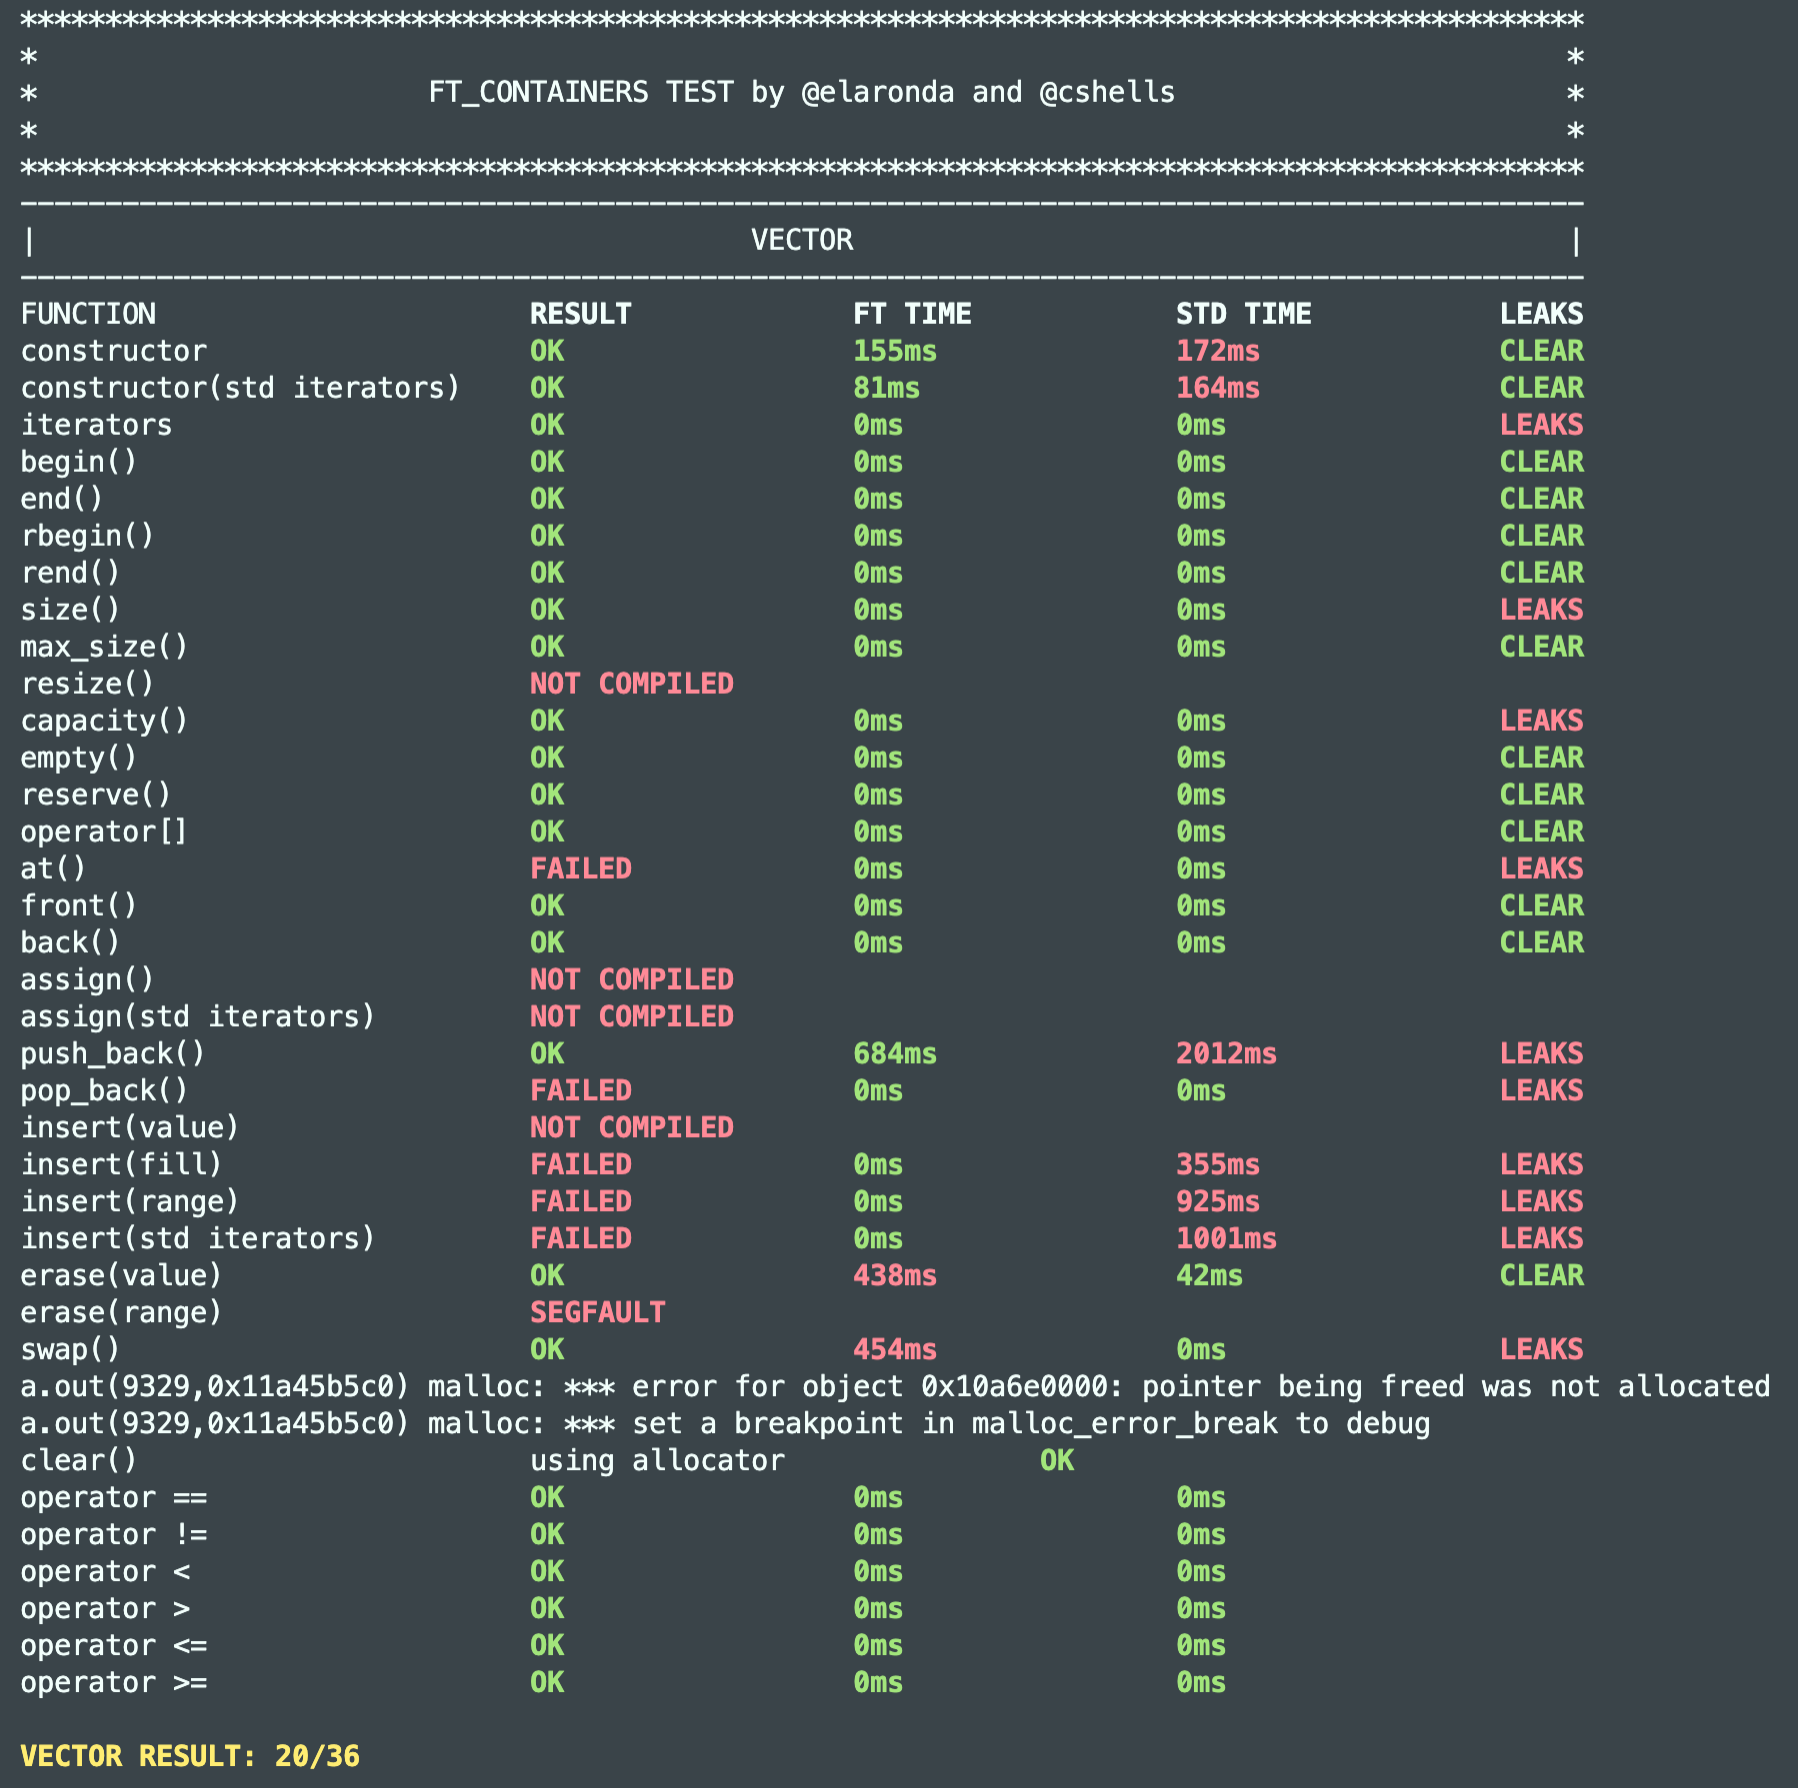 ********************************************************************************************
* *
* FT_CONTAINERS TEST by @elaronda and @cshells *
* *
********************************************************************************************
--------------------------------------------------------------------------------------------
| VECTOR |
--------------------------------------------------------------------------------------------
FUNCTION RESULT FT TIME STD TIME LEAKS
constructor OK 155ms 172ms CLEAR
constructor(std iterators) OK 81ms 164ms CLEAR
iterators OK 0ms 0ms LEAKS
begin() OK 0ms 0ms CLEAR
end() OK 0ms 0ms CLEAR
rbegin() OK 0ms 0ms CLEAR
rend() OK 0ms 0ms CLEAR
size() OK 0ms 0ms LEAKS
max_size() OK 0ms 0ms CLEAR
resize() NOT COMPILED
capacity() OK 0ms 0ms LEAKS
empty() OK 0ms 0ms CLEAR
reserve() OK 0ms 0ms CLEAR
operator[] OK 0ms 0ms CLEAR
at() FAILED 0ms 0ms LEAKS
front() OK 0ms 0ms CLEAR
back() OK 0ms 0ms CLEAR
assign() NOT COMPILED
assign(std iterators) NOT COMPILED
push_back() OK 684ms 2012ms LEAKS
pop_back() FAILED 0ms 0ms LEAKS
insert(value) NOT COMPILED
insert(fill) FAILED 0ms 355ms LEAKS
insert(range) FAILED 0ms 925ms LEAKS
insert(std iterators) FAILED 0ms 1001ms LEAKS
erase(value) OK 438ms 42ms CLEAR
erase(range) SEGFAULT
swap() OK 454ms 0ms LEAKS
a.out(9329,0x11a45b5c0) malloc: *** error for object 0x10a6e0000: pointer being freed was not allocated
a.out(9329,0x11a45b5c0) malloc: *** set a breakpoint in malloc_error_break to debug
clear() using allocator OK
operator == OK 0ms 0ms
operator != OK 0ms 0ms
operator < OK 0ms 0ms
operator > OK 0ms 0ms
operator <= OK 0ms 0ms
operator >= OK 0ms 0ms
VECTOR RESULT: 20/36